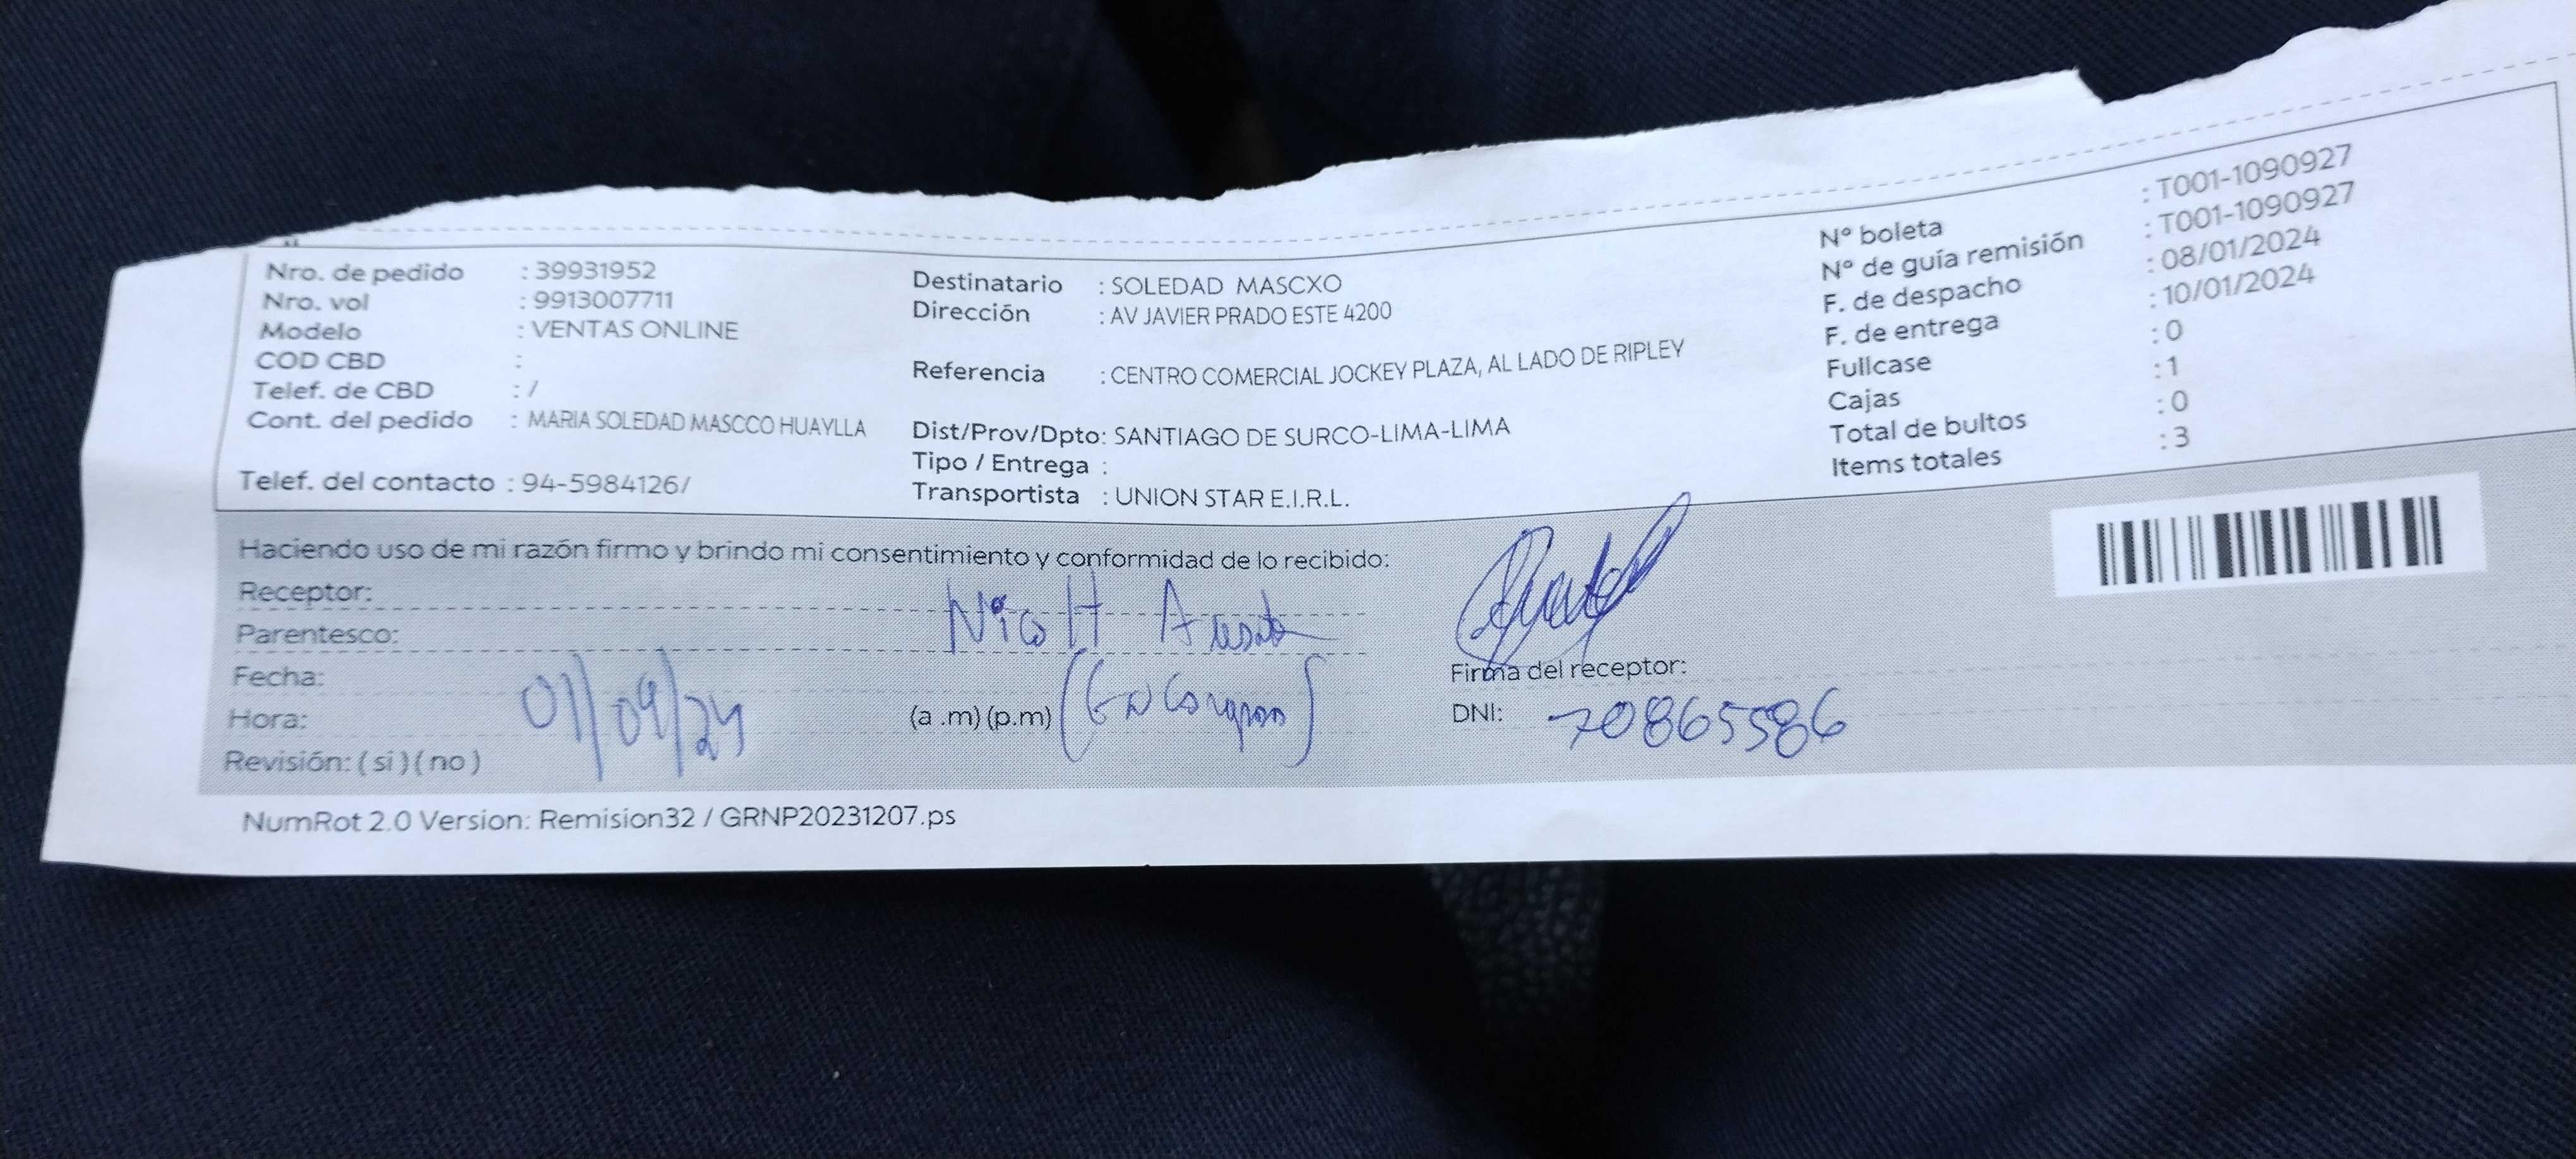 Nro. de pedido : 39931952
Nro. vol : 9913007711
Modelo : VENTAS ONLINE
COD CBD :
Telef. de CBD : /
Cont. del pedido : MARIA SOLEDAD MASCCO HUAYLLA
Telef. del contacto : 94-5984126/
Destinatario : SOLEDAD MASCXO
Dirección : AV JAVIER PRADO ESTE 4200
Referencia : CENTRO COMERCIAL JOCKEY PLAZA, AL LADO DE RIPLEY
Dist/Prov/Dpto: SANTIAGO DE SURCO-LIMA-LIMA
Tipo / Entrega :
Transportista : UNION STAR E.I.R.L.
Nº boleta : T001-1090927
Nº de guía remisión : T001-1090927
F. de despacho : 08/01/2024
F. de entrega : 10/01/2024
Fullcase : 0
Cajas : 1
Total de bultos : 0
Items totales : 3
Haciendo uso de mi razón firmo y brindo mi consentimiento y conformidad de lo recibido:
Receptor:
Parentesco:
Fecha:
Hora: (a .m) (p.m)
Revisión: ( si ) ( no )
Firma del receptor:
DNI: 70865586
NumRot 2.0 Version: Remision32 / GRNP20231207.ps